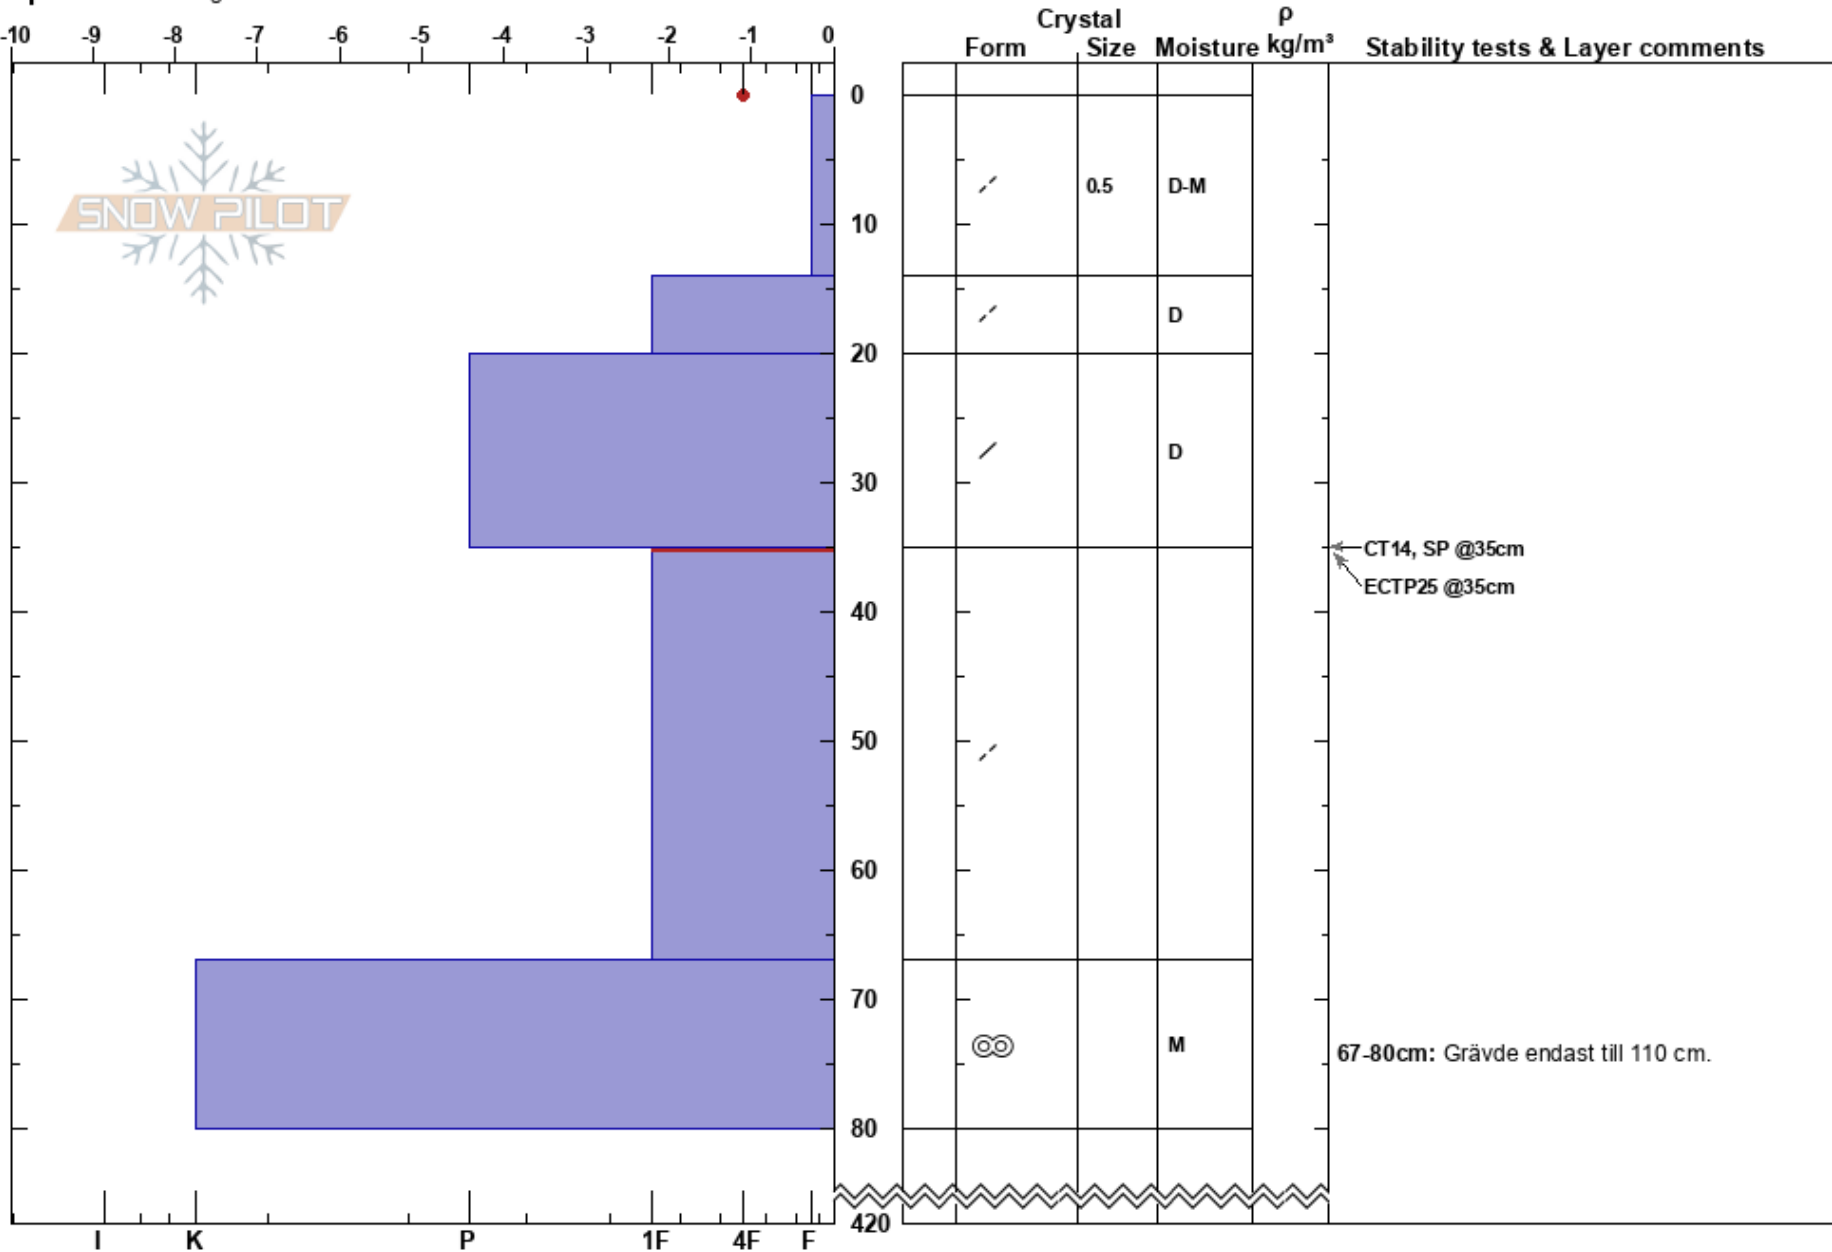 -10 -9 -8 -7 -6 -5 -4 -3 -2 -1 0
Crystal
ρ
Form Size Moisture kg/m³ Stability tests & Layer comments
0
SNOW PILOT
0.5 D-M
10
D
20
D
30
CT14, SP @35cm
ECTP25 @35cm
40
50
60
70
M
67-80cm: Grävde endast till 110 cm.
80
420
I K P 1F 4F F